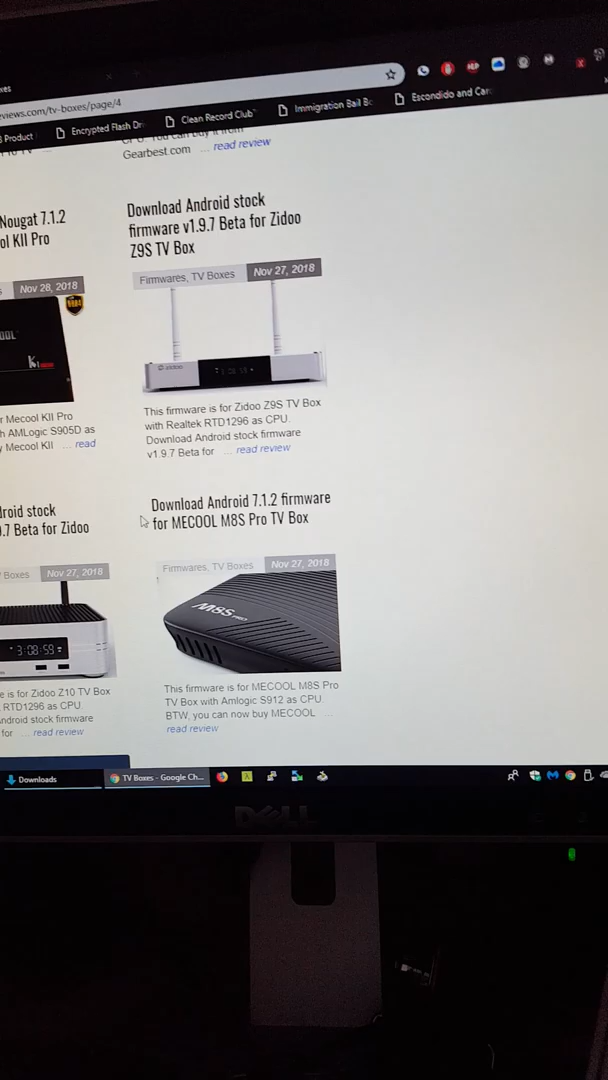 views.com/tv-boxes/page/4
Product
Encrypted Flash Dr
Clean Record Club
Immigration Bail B
Escondido and Car
Gearbest.com ... read review
Nougat 7.1.2
ol KII Pro
Nov 28, 2018
r Mecool KII Pro
h AMLogic S905D as
y Mecool KII ... read
Download Android stock
firmware v1.9.7 Beta for Zidoo
Z9S TV Box
Firmwares, TV Boxes Nov 27, 2018
zidoo
This firmware is for Zidoo Z9S TV Box
with Realtek RTD1296 as CPU.
Download Android stock firmware
v1.9.7 Beta for ... read review
droid stock
.7 Beta for Zidoo
Boxes Nov 27, 2018
3:08:59
e is for Zidoo Z10 TV Box
RTD1296 as CPU.
ndroid stock firmware
for ... read review
Download Android 7.1.2 firmware
for MECOOL M8S Pro TV Box
Firmwares, TV Boxes Nov 27, 2018
M8S PRO
This firmware is for MECOOL M8S Pro
TV Box with Amlogic S912 as CPU.
BTW, you can now buy MECOOL ...
read review
Downloads
TV Boxes - Google Ch...
DELL